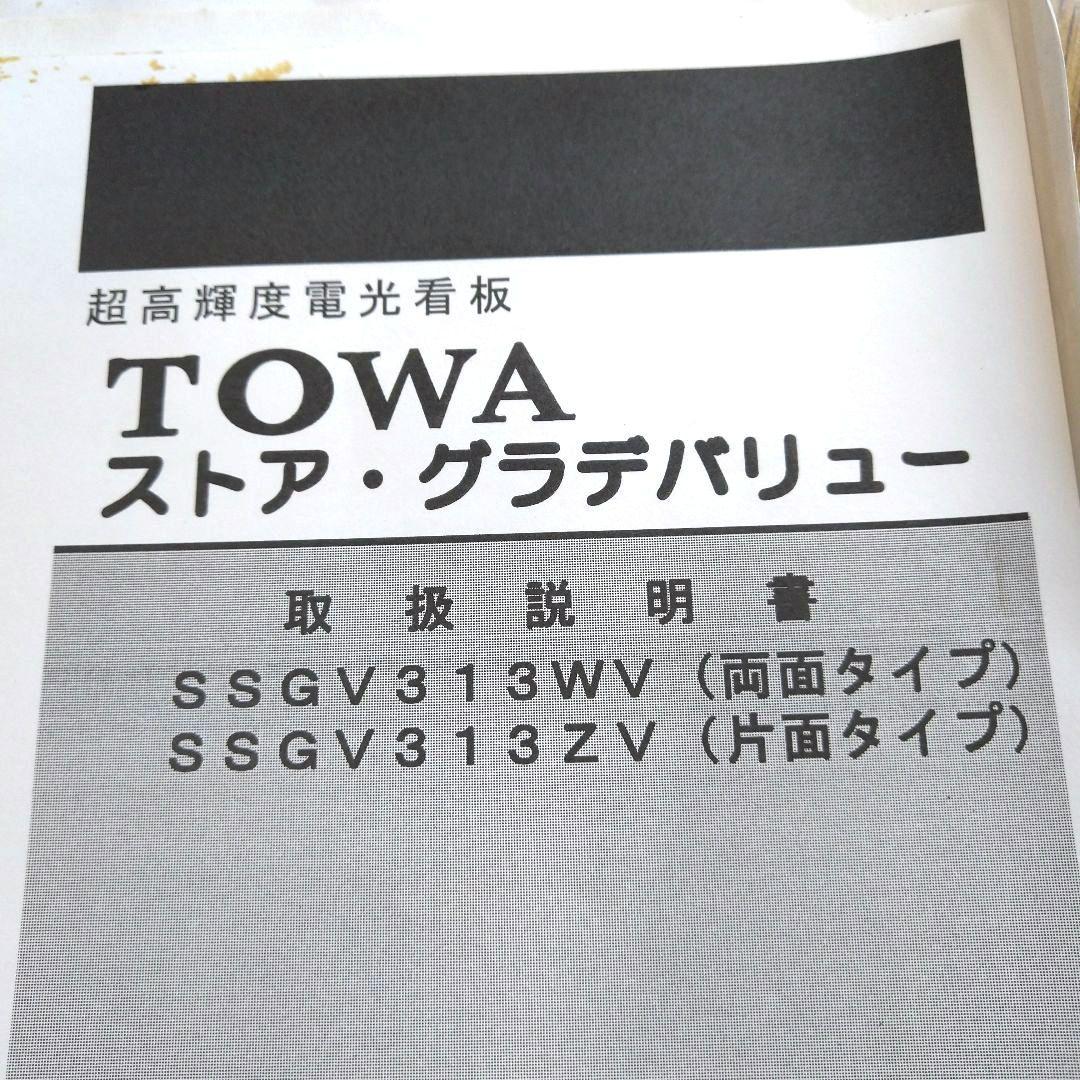 超高輝度電光看板
TOWA
ストア・グラデバリュー
取扱説明書
SSGV313WV(両面タイプ)
SSGV313ZV(片面タイプ)